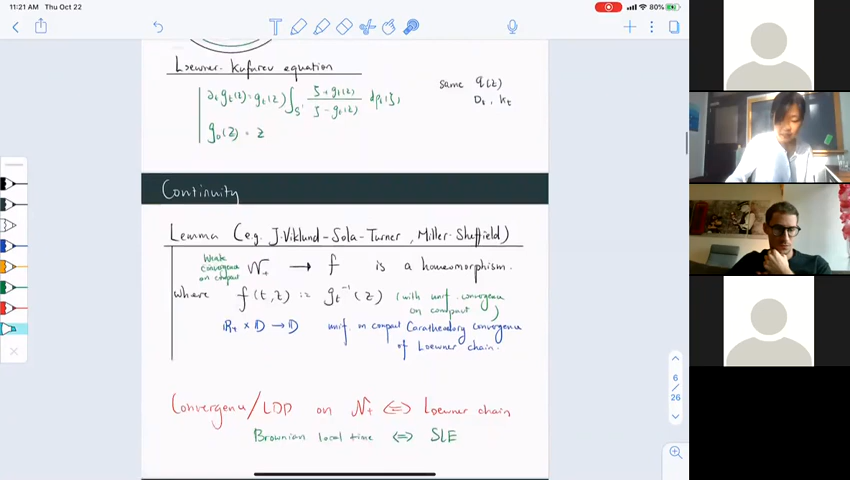 11:21 AM Thu Oct 22
80%
Loewner-Kufarev equation
∂t gt(z) = gt(z) ∫S¹ ζ+gt(z) / ζ-gt(z) dρt(ζ)
g0(z) = z
same q(z)
Dt, Kt
Continuity
Lemma (e.g. J.Viklund-Sola-Turner, Miller-Sheffield)
Weak convergence on compact
N+ → f is a homeomorphism.
where f(t,z) := gt⁻¹(z) (with unif. convergence on compact)
R+ × D → D unif. on compact Caratheodory convergence
of Loewner chain.
Convergence/LDP on N+ <=> Loewner chain
Brownian local time <=> SLE
6
/
26